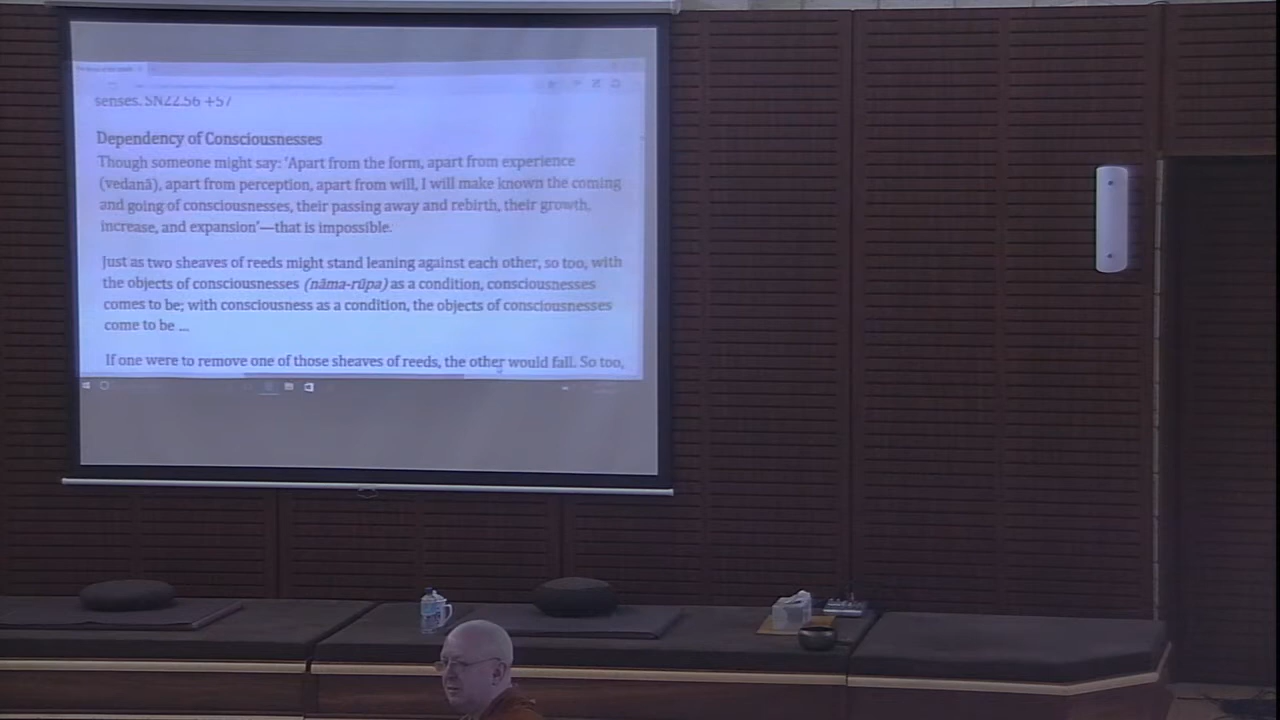 senses. SN22.56 +57
Dependency of Consciousnesses
Though someone might say: 'Apart from the form, apart from experience
(vedanā), apart from perception, apart from will, I will make known the coming
and going of consciousnesses, their passing away and rebirth, their growth,
increase, and expansion'—that is impossible.
Just as two sheaves of reeds might stand leaning against each other, so too, with
the objects of consciousnesses (nāma-rūpa) as a condition, consciousnesses
comes to be; with consciousness as a condition, the objects of consciousnesses
come to be ...
If one were to remove one of those sheaves of reeds, the other would fall. So too,